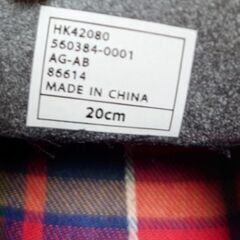 HK42080
560384-0001
AG-AB
86614
MADE IN CHINA
20cm